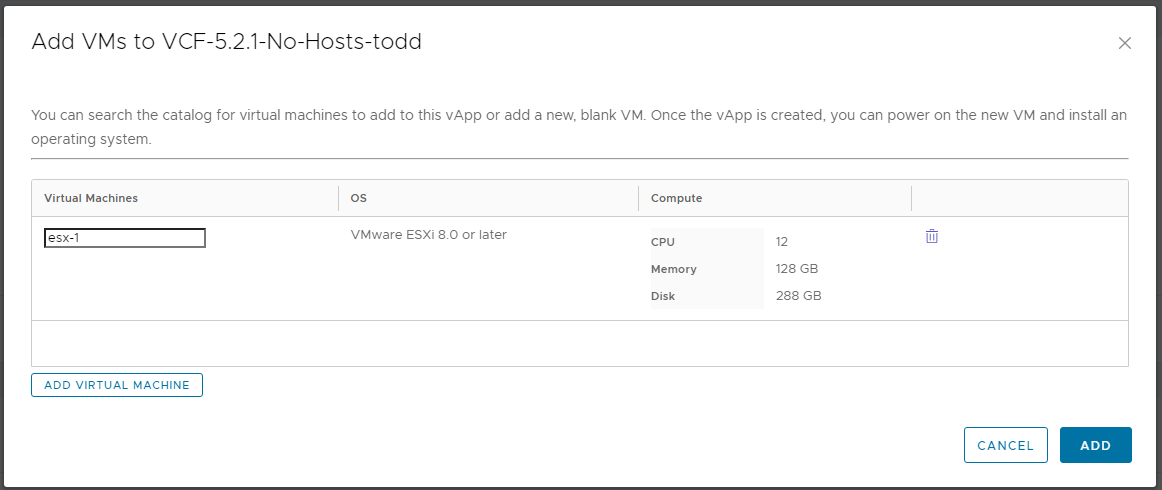 Add VMs to VCF-5.2.1-No-Hosts-todd
You can search the catalog for virtual machines to add to this vApp or add a new, blank VM. Once the vApp is created, you can power on the new VM and install an
operating system.
Virtual Machines OS Compute
esx-1 VMware ESXi 8.0 or later
CPU 12
Memory 128 GB
Disk 288 GB
ADD VIRTUAL MACHINE
CANCEL ADD